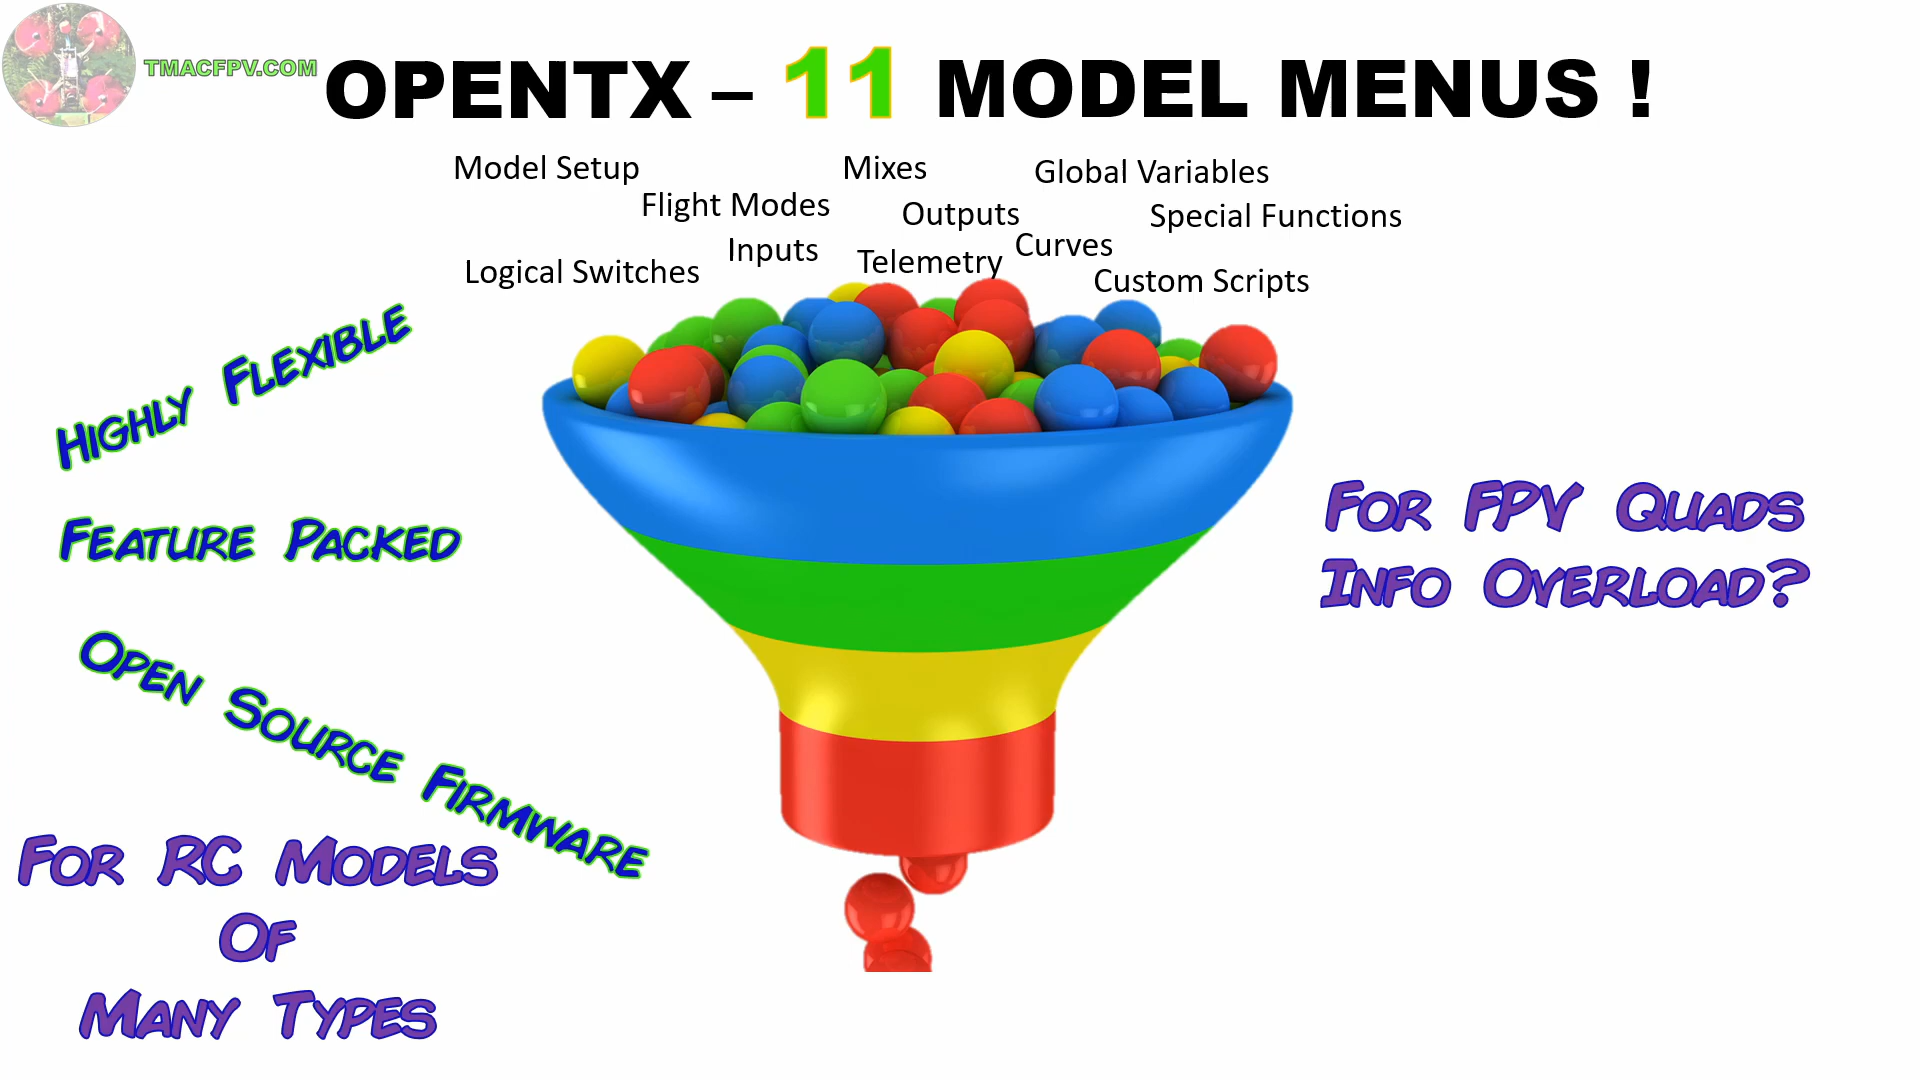 TMACFPV.COM
OPENTX – 11 MODEL MENUS !
Model Setup
Mixes
Global Variables
Flight Modes
Outputs
Special Functions
Inputs
Curves
Logical Switches
Telemetry
Custom Scripts
Highly Flexible
Feature Packed
Open Source Firmware
For RC Models
Of
Many Types
For FPV Quads
Info Overload?